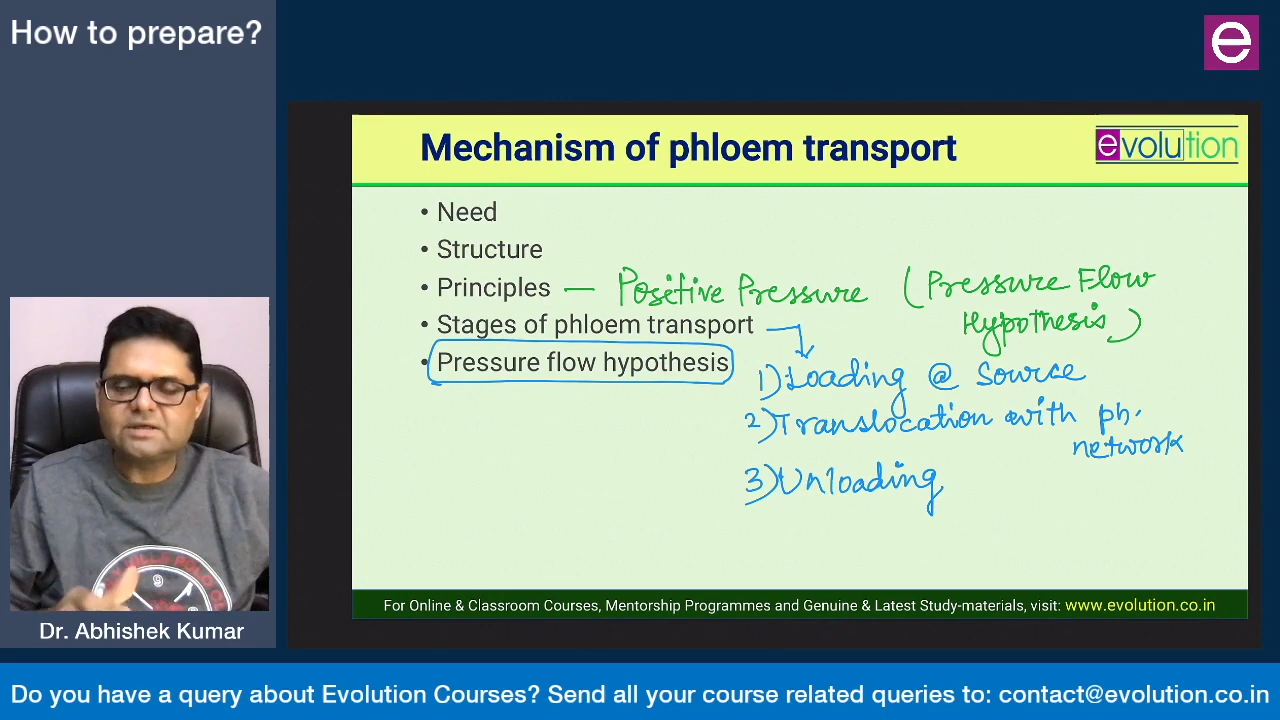 How to prepare?
e
Mechanism of phloem transport
evolution
• Need
• Structure
• Principles — Positive Pressure (Pressure Flow
Hypothesis)
• Stages of phloem transport
• Pressure flow hypothesis
1) Loading @ Source
2) Translocation with ph.
network
3) Unloading
For Online & Classroom Courses, Mentorship Programmes and Genuine & Latest Study-materials, visit: www.evolution.co.in
Dr. Abhishek Kumar
Do you have a query about Evolution Courses? Send all your course related queries to: contact@evolution.co.in